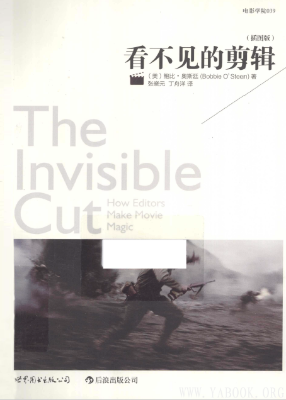 电影学院039
（插图版）
看不见的剪辑
（美）鲍比·奥斯廷（Bobbie O'Steen）著
张晓元 丁舟洋 译
The
Invisible
Cut
How Editors
Make Movie
Magic
世界图书出版公司 后浪出版公司
WWW.YABOOK.ORG